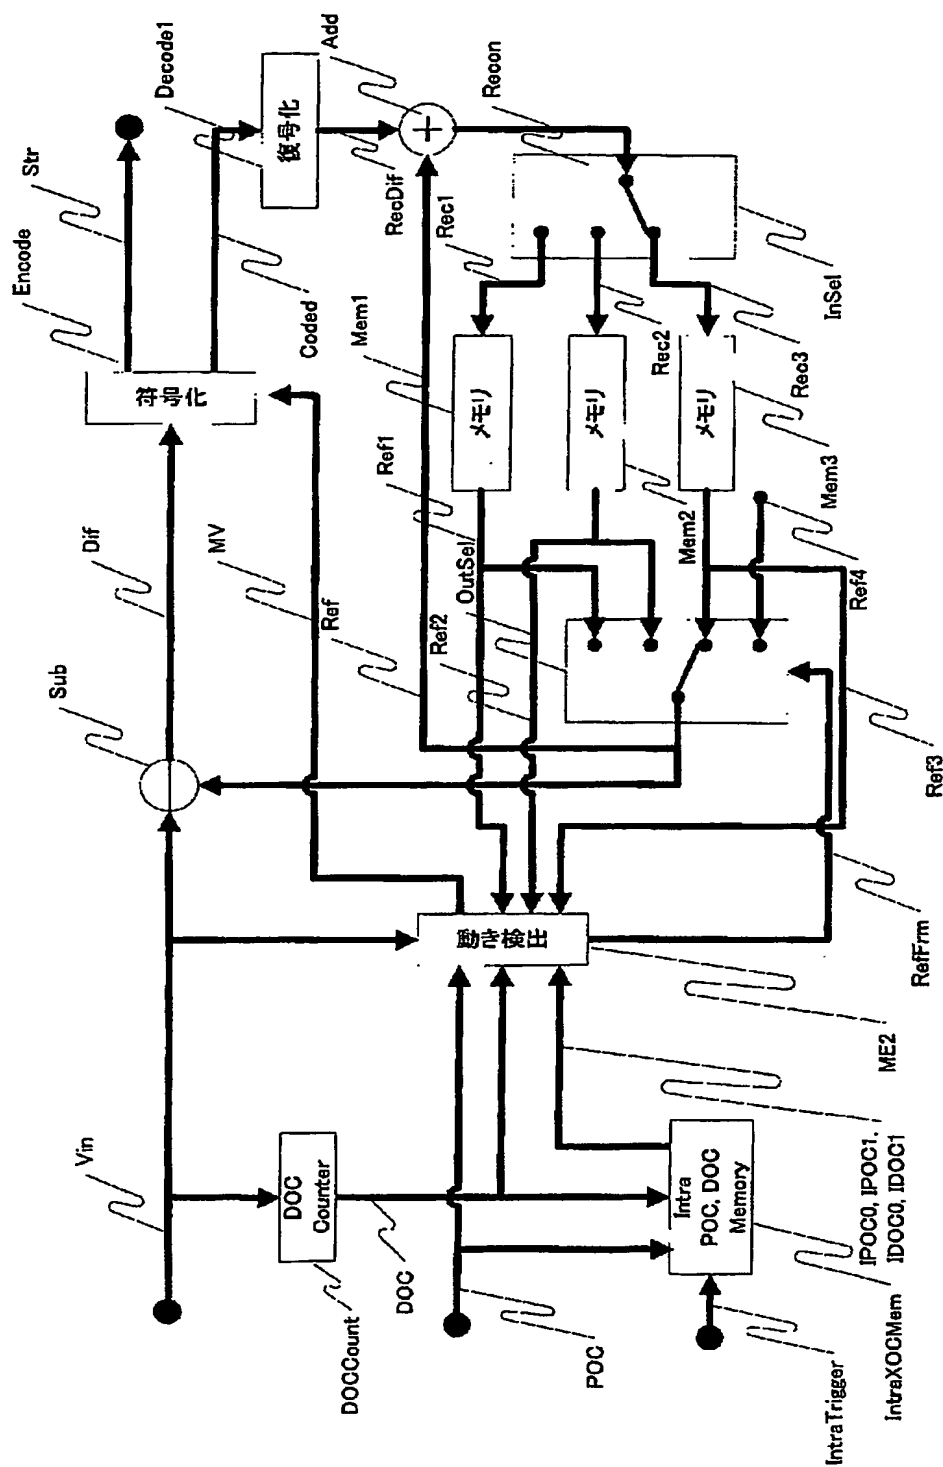 Vin
Sub
Dif
Encode
Str
符号化
Decode1
Coded
復号化
Add
RecDif
Recon
MV
Ref
Ref1
Mem1
Rec1
メモリ
OutSel
Ref2
メモリ
Rec2
Mem2
メモリ
Rec3
InSel
Mem3
Ref4
Ref3
RefFrm
動き検出
ME2
DOC
Counter
DOCCount
DOC
POC
Intra
POC, DOC
Memory
IPOC0, IPOC1.
IDOC0, IDOC1
IntraXOCMem
IntraTrigger